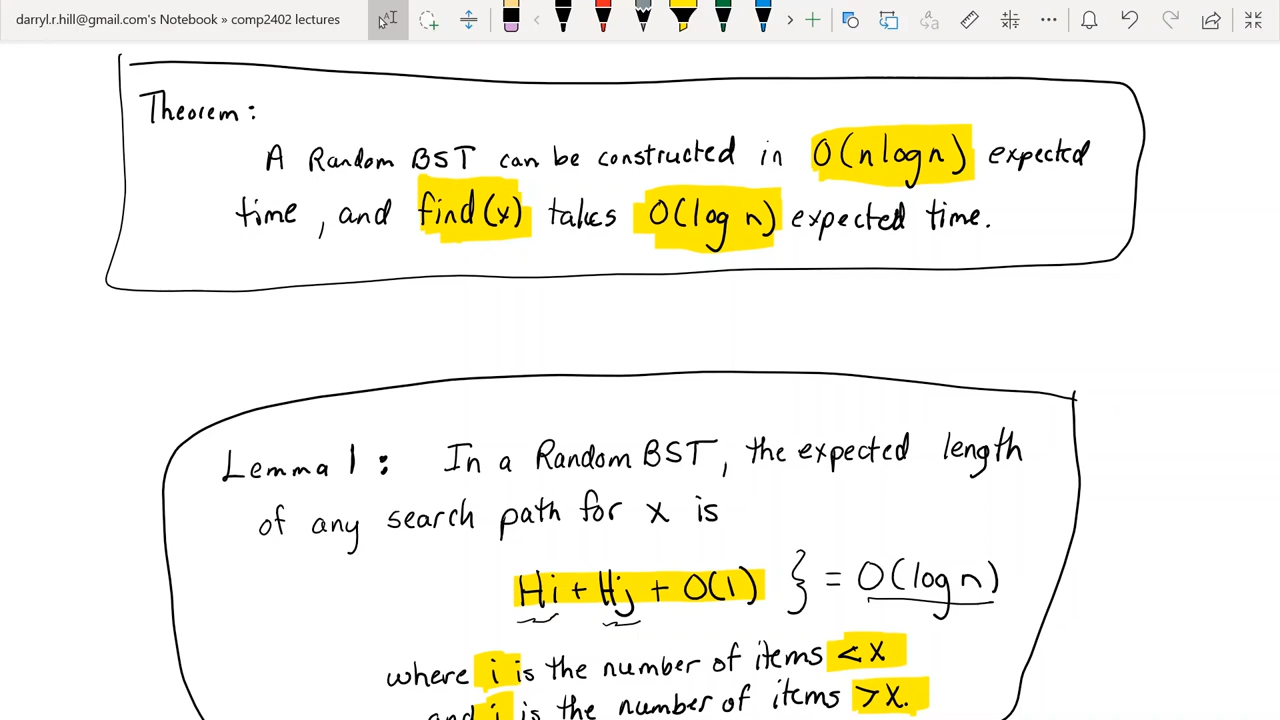 darryl.r.hill@gmail.com's Notebook » comp2402 lectures
Theorem:
A Random BST can be constructed in O(nlogn) expected
time, and find(x) takes O(log n) expected time.
Lemma 1: In a Random BST, the expected length
of any search path for x is
Hi + Hj + O(1) } = O(log n)
where i is the number of items < x
and j is the number of items > x.